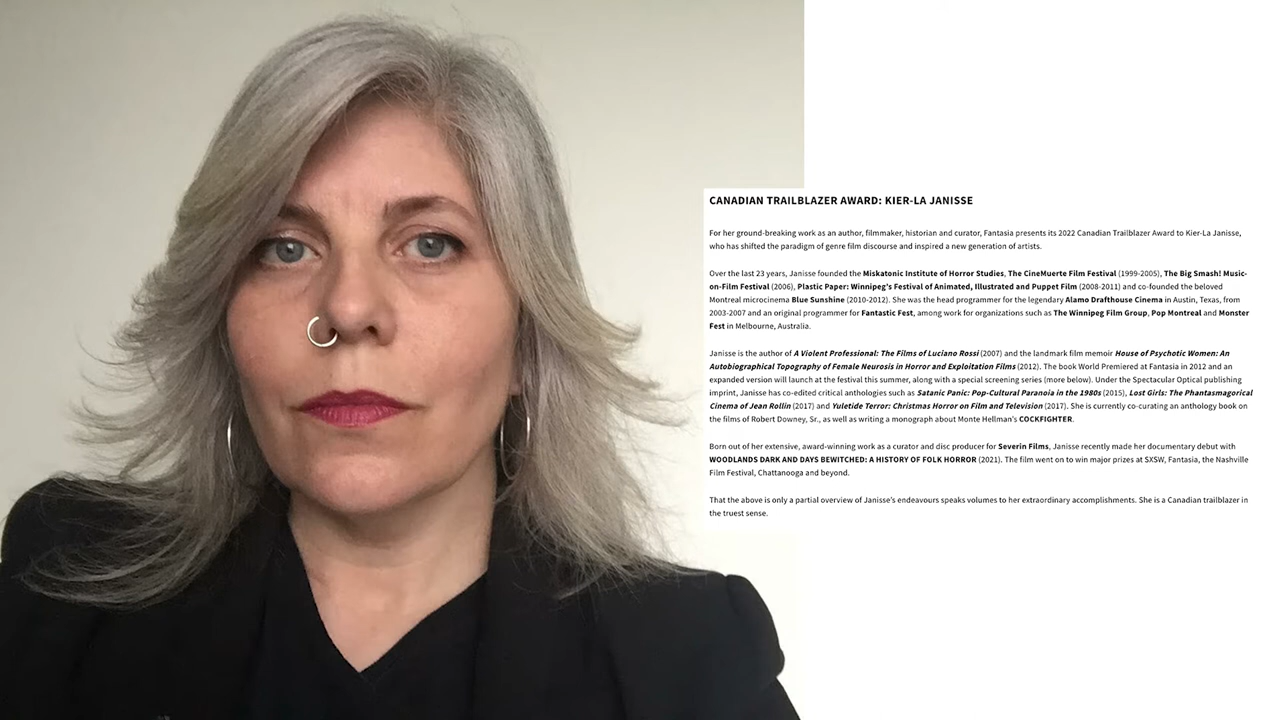 CANADIAN TRAILBLAZER AWARD: KIER-LA JANISSE
For her ground-breaking work as an author, filmmaker, historian and curator, Fantasia presents its 2022 Canadian Trailblazer Award to Kier-La Janisse,
who has shifted the paradigm of genre film discourse and inspired a new generation of artists.
Over the last 23 years, Janisse founded the Miskatonic Institute of Horror Studies, The CineMuerte Film Festival (1999-2005), The Big Smash! Music-
on-Film Festival (2006), Plastic Paper: Winnipeg's Festival of Animated, Illustrated and Puppet Film (2008-2011) and co-founded the beloved
Montreal microcinema Blue Sunshine (2010-2012). She was the head programmer for the legendary Alamo Drafthouse Cinema in Austin, Texas, from
2003-2007 and an original programmer for Fantastic Fest, among work for organizations such as The Winnipeg Film Group, Pop Montreal and Monster
Fest in Melbourne, Australia.
Janisse is the author of A Violent Professional: The Films of Luciano Rossi (2007) and the landmark film memoir House of Psychotic Women: An
Autobiographical Topography of Female Neurosis in Horror and Exploitation Films (2012). The book World Premiered at Fantasia in 2012 and an
expanded version will launch at the festival this summer, along with a special screening series (more below). Under the Spectacular Optical publishing
imprint, Janisse has co-edited critical anthologies such as Satanic Panic: Pop-Cultural Paranoia in the 1980s (2015), Lost Girls: The Phantasmagorical
Cinema of Jean Rollin (2017) and Yuletide Terror: Christmas Horror on Film and Television (2017). She is currently co-curating an anthology book on
the films of Robert Downey, Sr., as well as writing a monograph about Monte Hellman's COCKFIGHTER.
Born out of her extensive, award-winning work as a curator and disc producer for Severin Films, Janisse recently made her documentary debut with
WOODLANDS DARK AND DAYS BEWITCHED: A HISTORY OF FOLK HORROR (2021). The film went on to win major prizes at SXSW, Fantasia, the Nashville
Film Festival, Chattanooga and beyond.
That the above is only a partial overview of Janisse's endeavours speaks volumes to her extraordinary accomplishments. She is a Canadian trailblazer in
the truest sense.